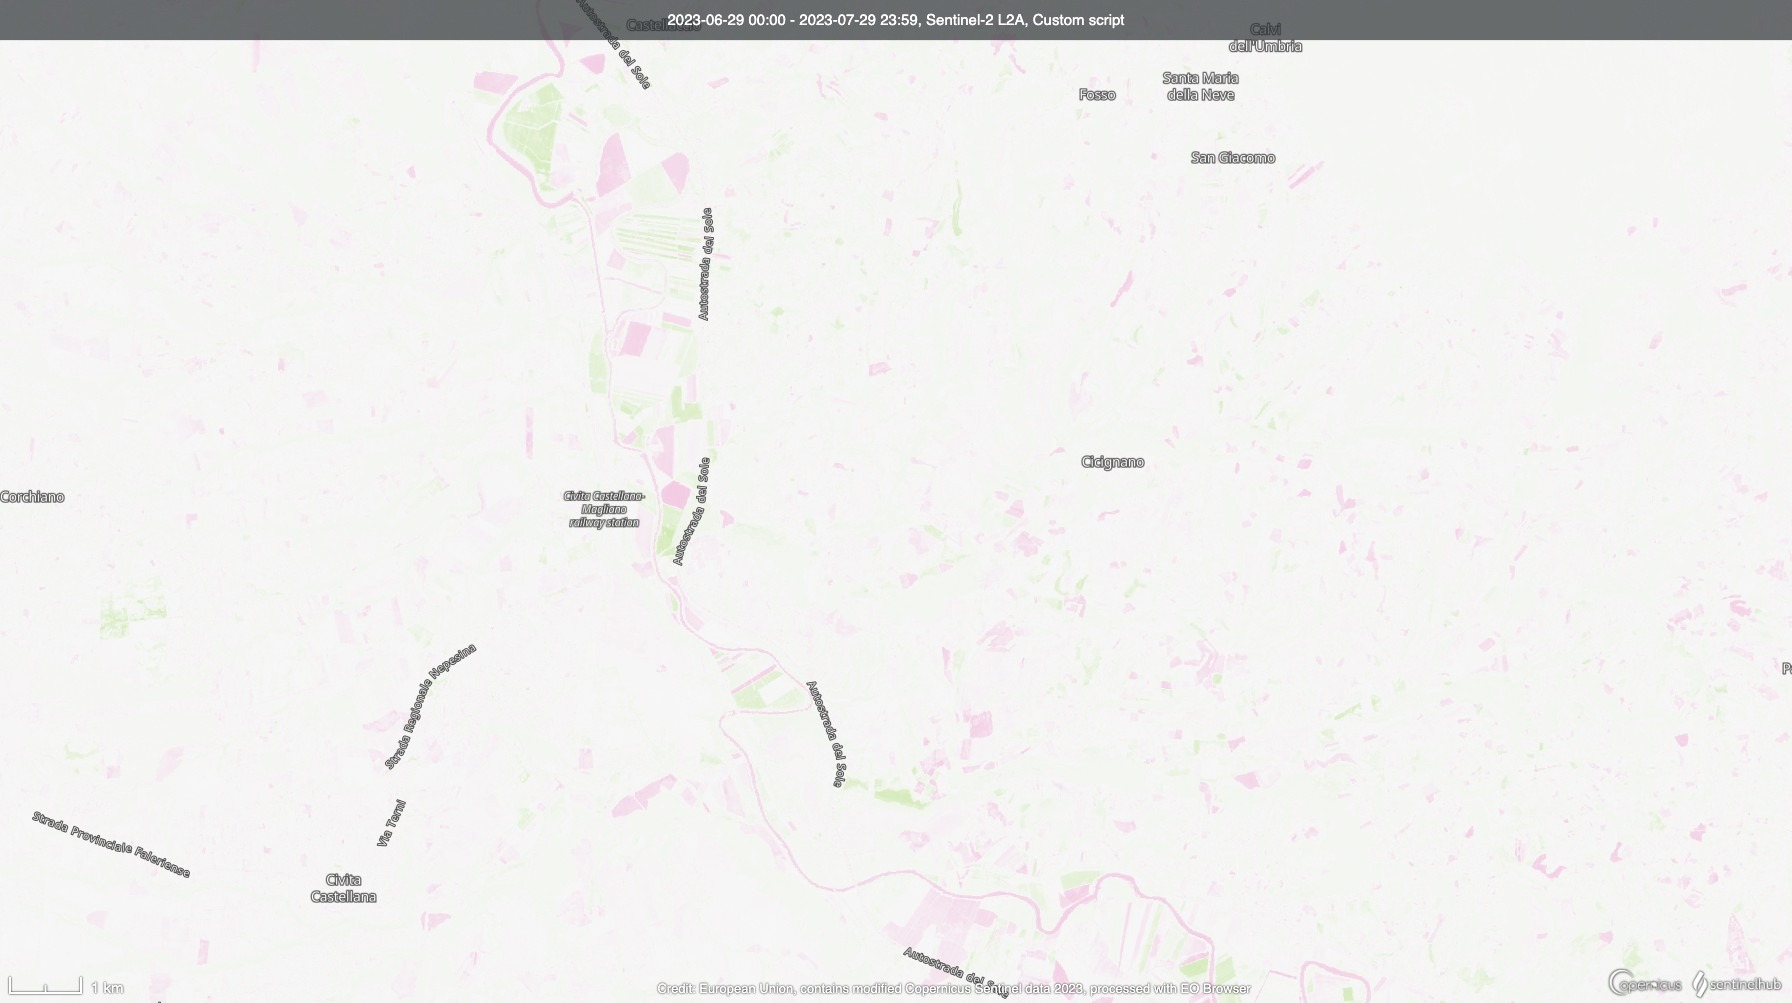 2023-06-29 00:00 - 2023-07-29 23:59, Sentinel-2 L2A, Custom script
Castellaccio
Autostrada del Sole
Calvi
dell'Umbria
Santa Maria
della Neve
Fosso
San Giacomo
Autostrada del Sole
Cicignano
Corchiano
Civita Castellana-
Magliano
railway station
Autostrada del Sole
Strada Regionale Nepesina
Autostrada del Sole
Via Terni
Strada Provinciale Faleriense
Civita
Castellana
Autostrada del Sole
1 km
Credit: European Union, contains modified Copernicus Sentinel data 2023, processed with EO Browser
opernicus
sentinelhub